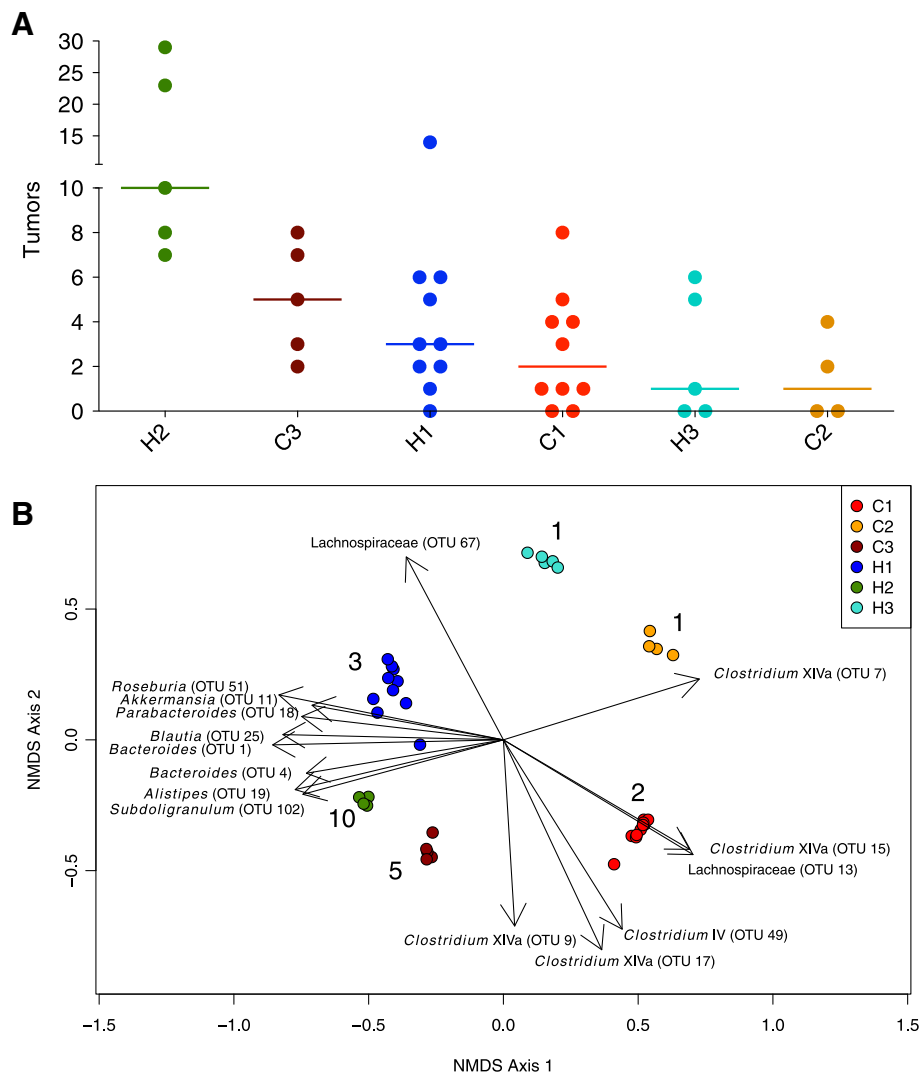 A
30
25
20
15
10
8
6
4
2
0
Tumors
H2
C3
H1
C1
H3
C2
B
C1
C2
C3
H1
H2
H3
Lachnospiraceae (OTU 67)
1
1
3
Clostridium XIVa (OTU 7)
Roseburia (OTU 51)
Akkermansia (OTU 11)
Parabacteroides (OTU 18)
Blautia (OTU 25)
Bacteroides (OTU 1)
Bacteroides (OTU 4)
Alistipes (OTU 19)
Subdoligranulum (OTU 102)
10
2
5
Clostridium XIVa (OTU 15)
Lachnospiraceae (OTU 13)
Clostridium XIVa (OTU 9)
Clostridium IV (OTU 49)
Clostridium XIVa (OTU 17)
0.5
0.0
−0.5
NMDS Axis 2
−1.5 −1.0 −0.5 0.0 0.5 1.0 1.5
NMDS Axis 1